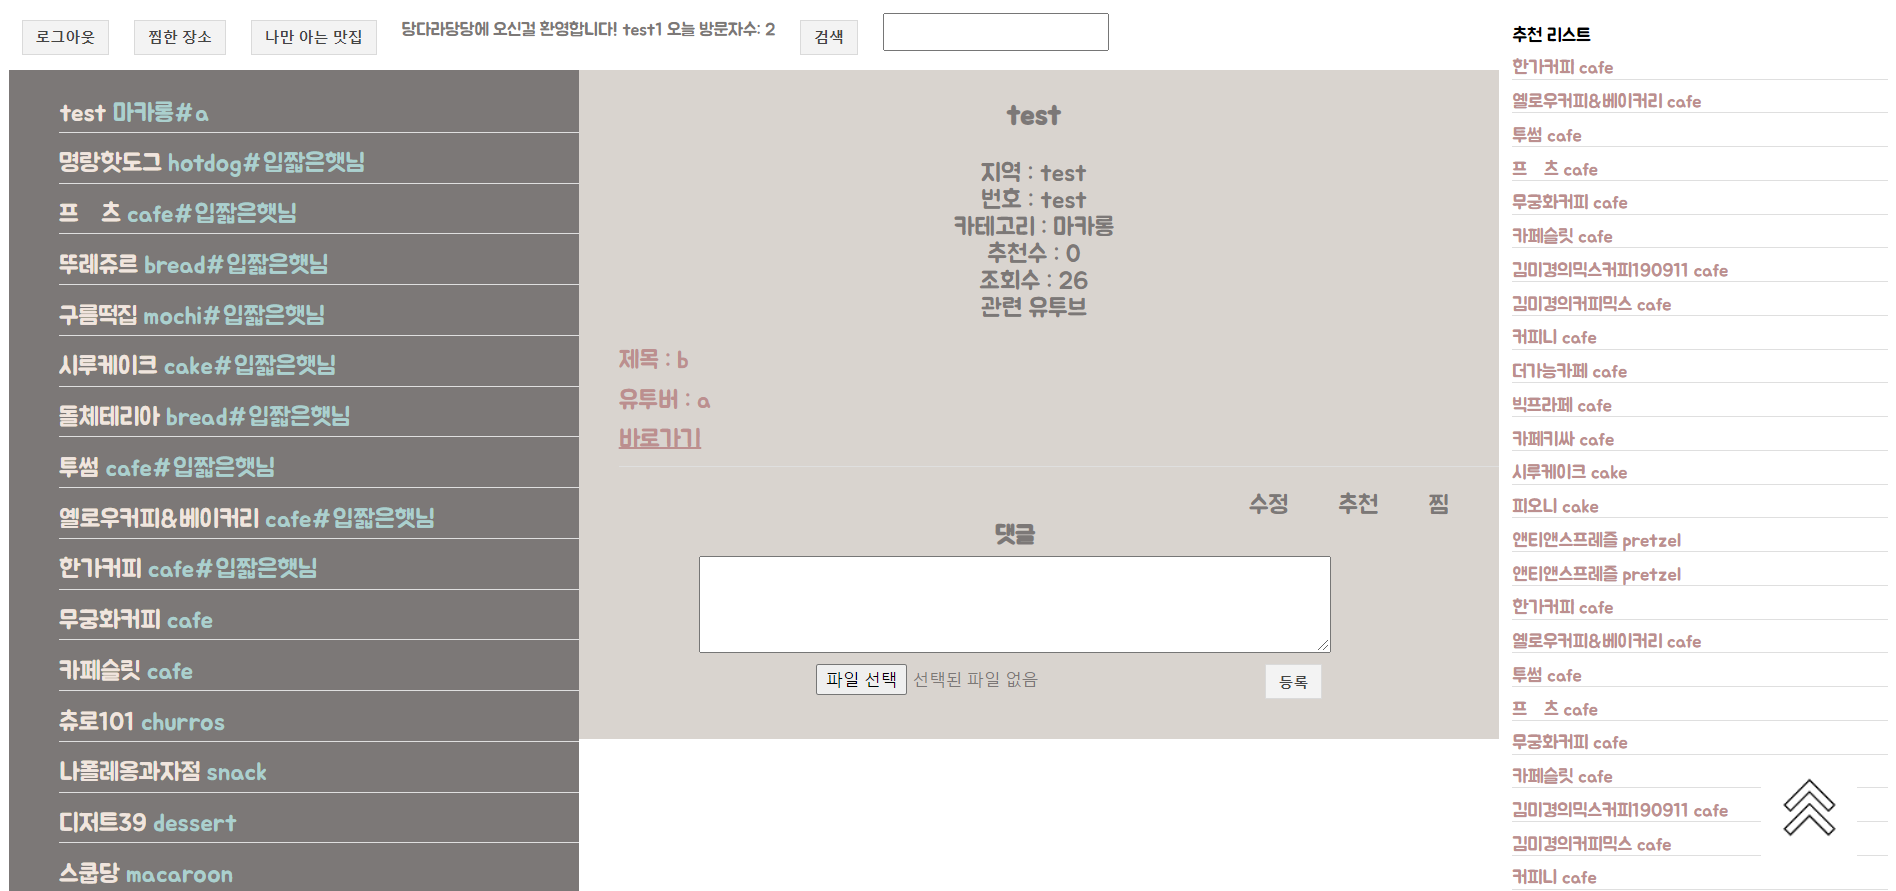 로그아웃 찜한 장소 나만 아는 맛집 당다라당당에 오신걸 환영합니다! test1 오늘 방문자수: 2 검색
test 마카롱#a
명랑핫도그 hotdog#입짧은햇님
프 츠 cafe#입짧은햇님
뚜레쥬르 bread#입짧은햇님
구름떡집 mochi#입짧은햇님
시루케이크 cake#입짧은햇님
돌체테리아 bread#입짧은햇님
투썸 cafe#입짧은햇님
옐로우커피&베이커리 cafe#입짧은햇님
한가커피 cafe#입짧은햇님
무궁화커피 cafe
카페슬릿 cafe
츄로101 churros
나폴레옹과자점 snack
디저트39 dessert
스쿱당 macaroon
test
지역 : test
번호 : test
카테고리 : 마카롱
추천수 : 0
조회수 : 26
관련 유투브
제목 : b
유투버 : a
바로가기
수정 추천 찜
댓글
파일 선택 선택된 파일 없음 등록
추천 리스트
한가커피 cafe
옐로우커피&베이커리 cafe
투썸 cafe
프 츠 cafe
무궁화커피 cafe
카페슬릿 cafe
김미경의믹스커피190911 cafe
김미경의커피믹스 cafe
커피니 cafe
더가능카페 cafe
빅프라페 cafe
카페키싸 cafe
시루케이크 cake
피오니 cake
앤티앤스프레즐 pretzel
앤티앤스프레즐 pretzel
한가커피 cafe
옐로우커피&베이커리 cafe
투썸 cafe
프 츠 cafe
무궁화커피 cafe
카페슬릿 cafe
김미경의믹스커피190911 cafe
김미경의커피믹스 cafe
커피니 cafe